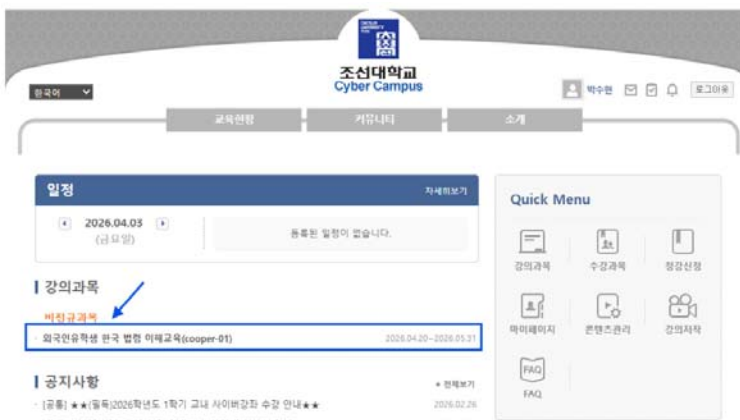 조선대학교
Cyber Campus
한국어
박수현
로그아웃
교육현황
커뮤니티
소개
일정
자세히보기
2026.04.03
(금요일)
등록된 일정이 없습니다.
강의과목
비정규과목
· 외국인유학생 한국 법령 이해교육(cooper-01)
2026.04.20~2026.05.31
공지사항
전체보기
· [공통] ★★(필독)2026학년도 1학기 교내 사이버강좌 수강 안내★★
2026.02.26
Quick Menu
강의과목
수강과목
청강신청
마이페이지
콘텐츠관리
강의저작
FAQ
FAQ